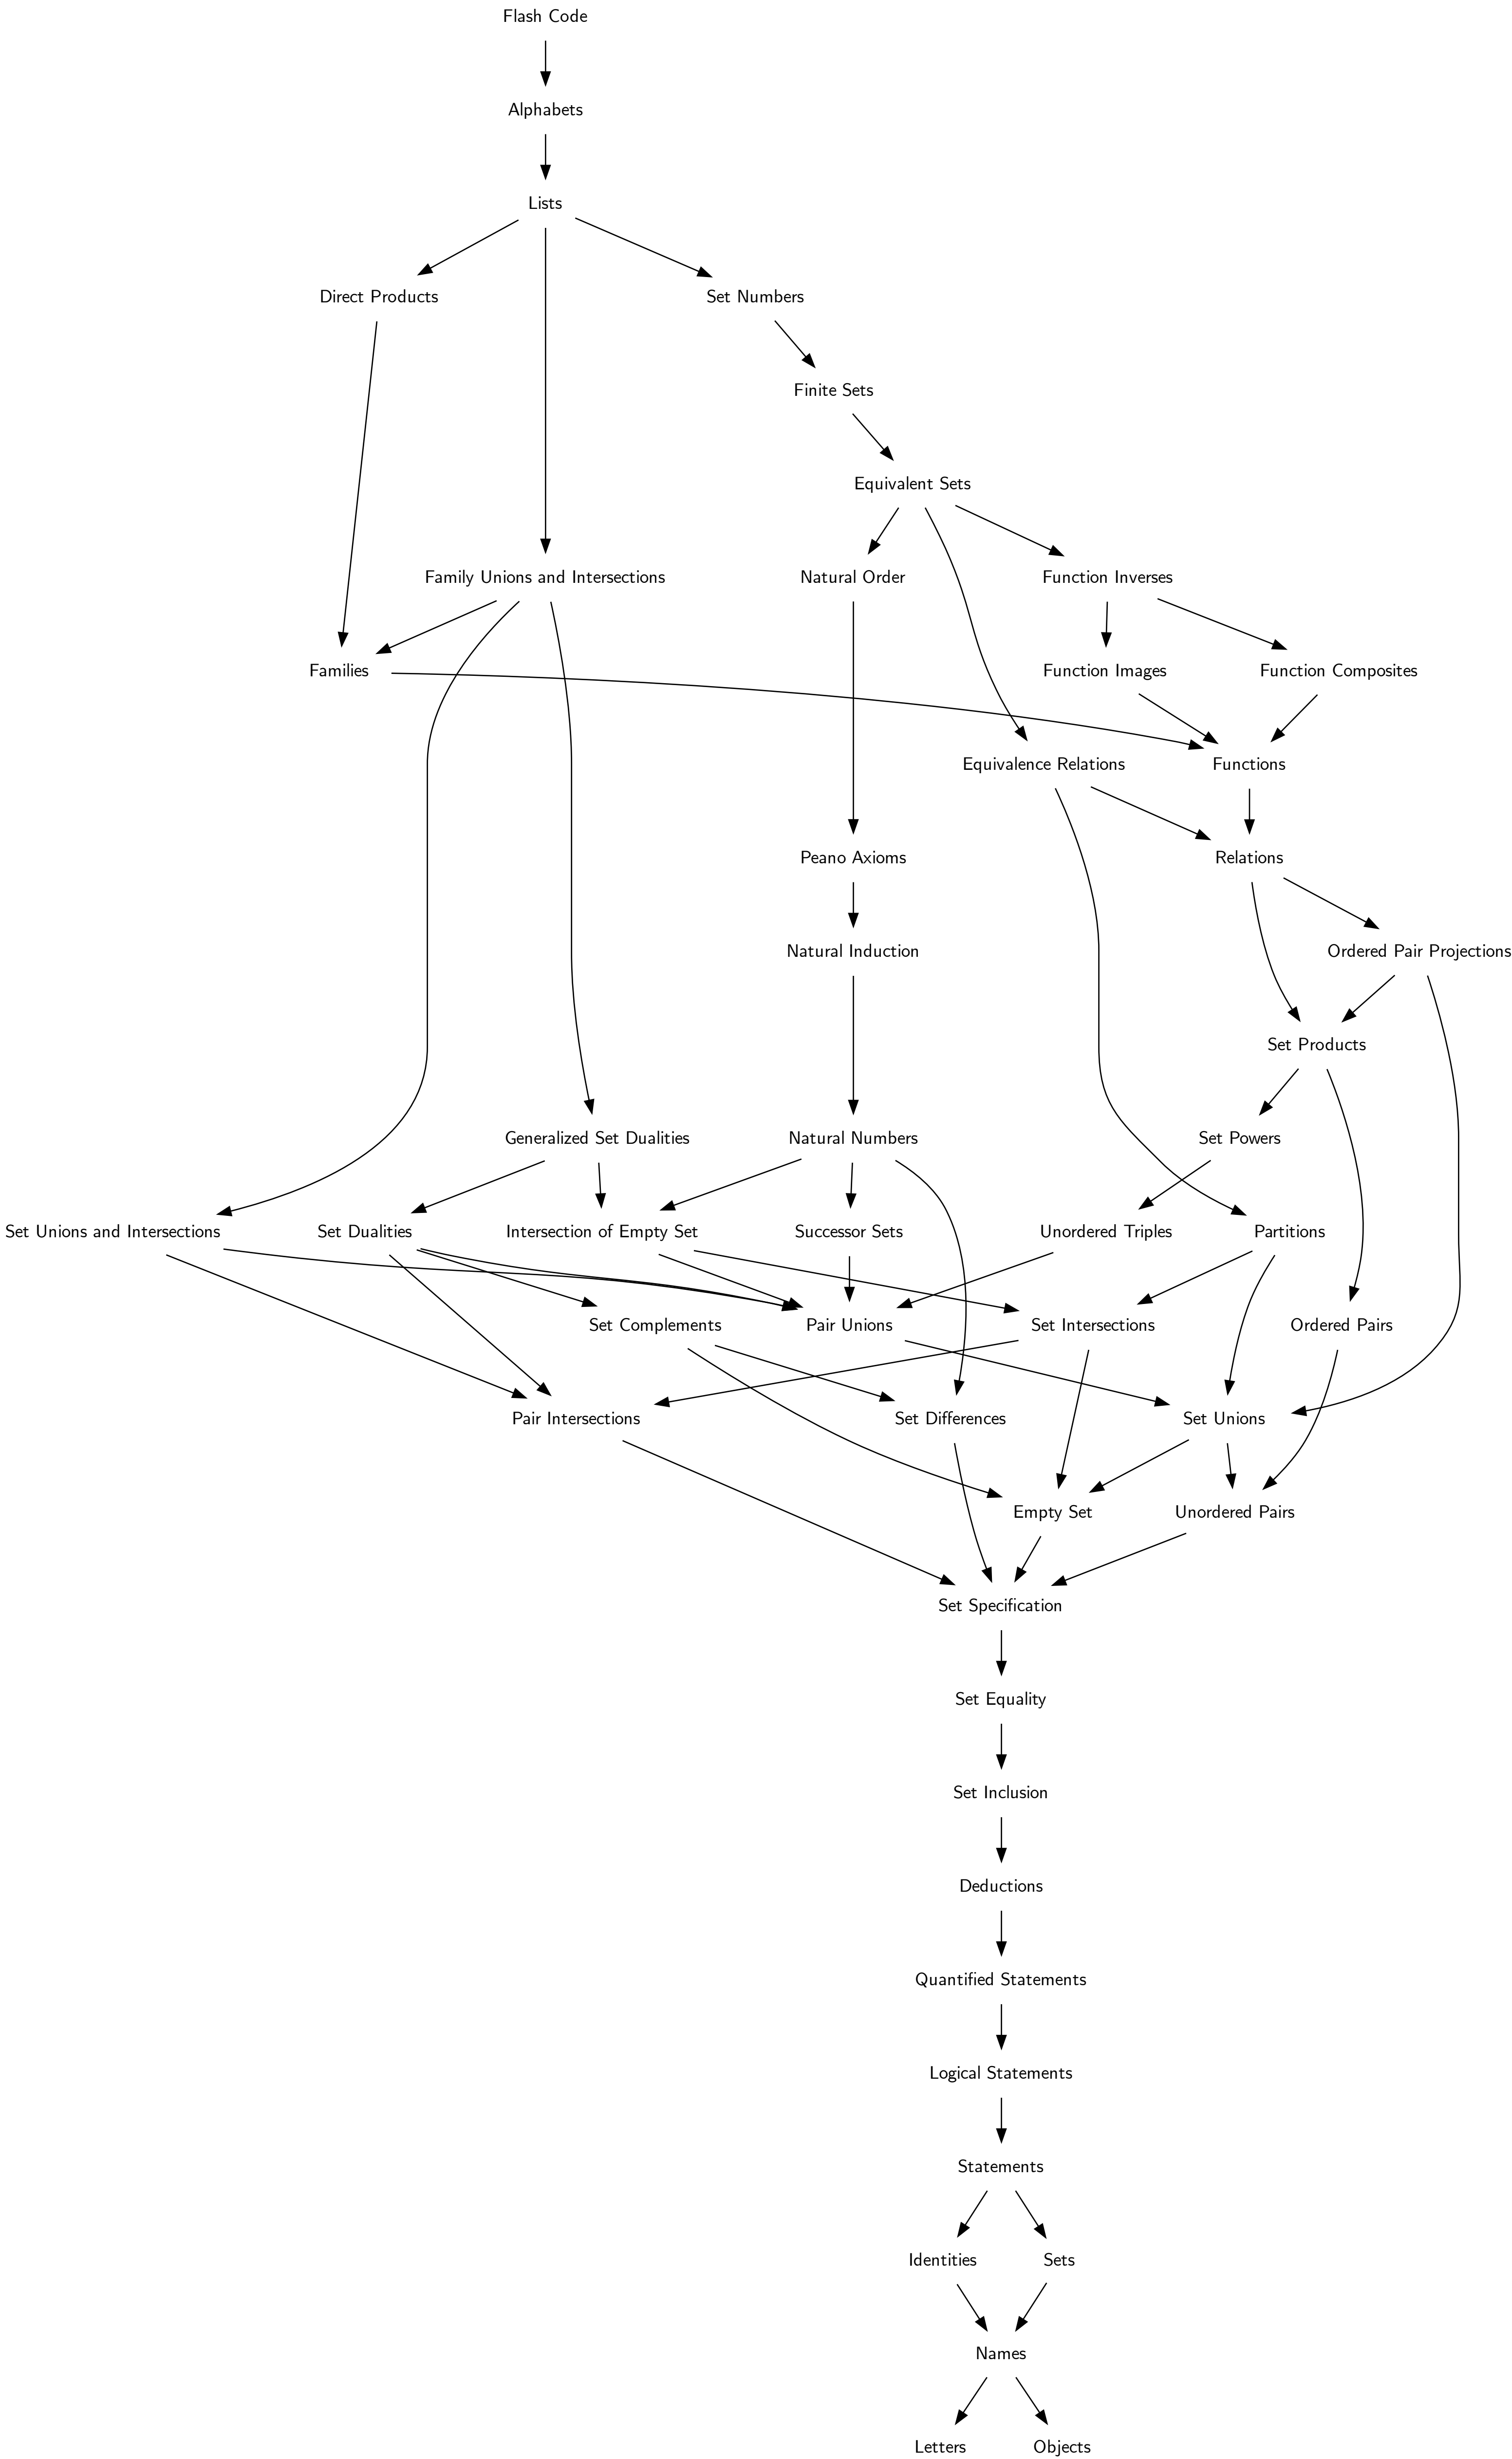 Flash Code
Alphabets
Lists
Direct Products
Set Numbers
Finite Sets
Equivalent Sets
Family Unions and Intersections
Natural Order
Function Inverses
Families
Function Images
Function Composites
Equivalence Relations
Functions
Peano Axioms
Relations
Natural Induction
Ordered Pair Projections
Set Products
Generalized Set Dualities
Natural Numbers
Set Powers
Set Unions and Intersections
Set Dualities
Intersection of Empty Set
Successor Sets
Unordered Triples
Partitions
Set Complements
Pair Unions
Set Intersections
Ordered Pairs
Pair Intersections
Set Differences
Set Unions
Empty Set
Unordered Pairs
Set Specification
Set Equality
Set Inclusion
Deductions
Quantified Statements
Logical Statements
Statements
Identities
Sets
Names
Letters
Objects